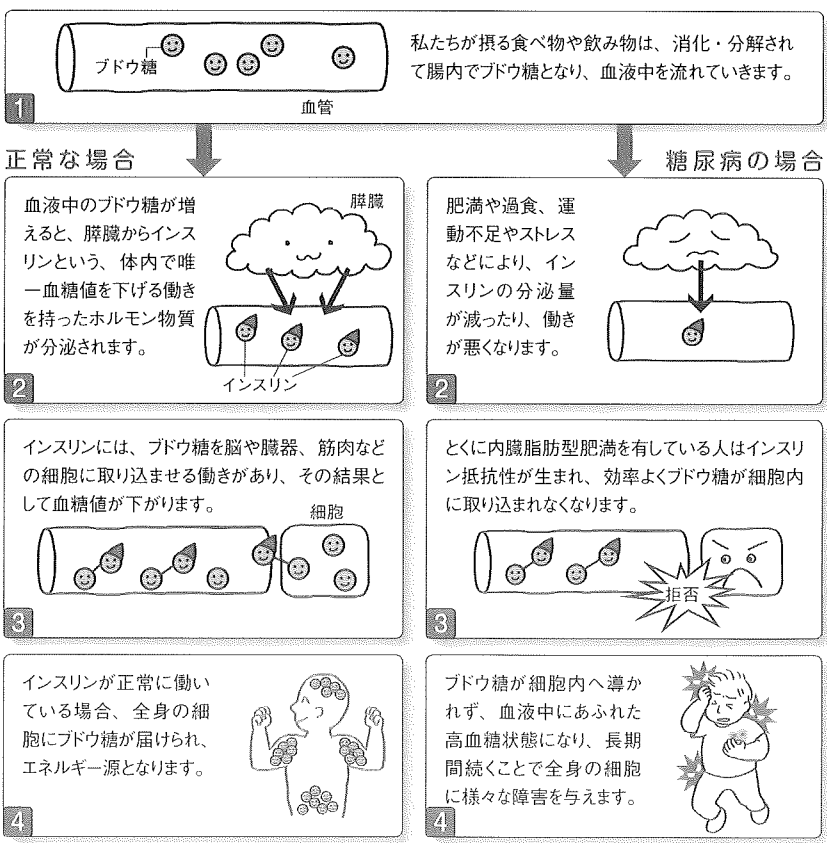 私たちが摂る食べ物や飲み物は、消化・分解され
て腸内でブドウ糖となり、血液中を流れていきます。
ブドウ糖
血管
1
正常な場合
血液中のブドウ糖が増
えると、膵臓からインス
リンという、体内で唯
一血糖値を下げる働き
を持ったホルモン物質
が分泌されます。
膵臓
インスリン
2
インスリンには、ブドウ糖を脳や臓器、筋肉など
の細胞に取り込ませる働きがあり、その結果と
して血糖値が下がります。
細胞
3
インスリンが正常に働い
ている場合、全身の細
胞にブドウ糖が届けられ、
エネルギー源となります。
4
糖尿病の場合
肥満や過食、運
動不足やストレス
などにより、イン
スリンの分泌量
が減ったり、働き
が悪くなります。
2
とくに内臓脂肪型肥満を有している人はインスリ
ン抵抗性が生まれ、効率よくブドウ糖が細胞内
に取り込まれなくなります。
拒否
3
ブドウ糖が細胞内へ導か
れず、血液中にあふれた
高血糖状態になり、長期
間続くことで全身の細胞
に様々な障害を与えます。
4